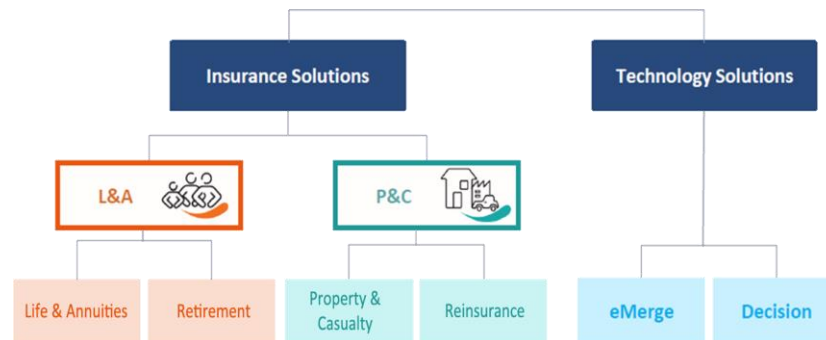 Insurance Solutions
Technology Solutions
L&A
P&C
Life & Annuities
Retirement
Property &
Casualty
Reinsurance
eMerge
Decision